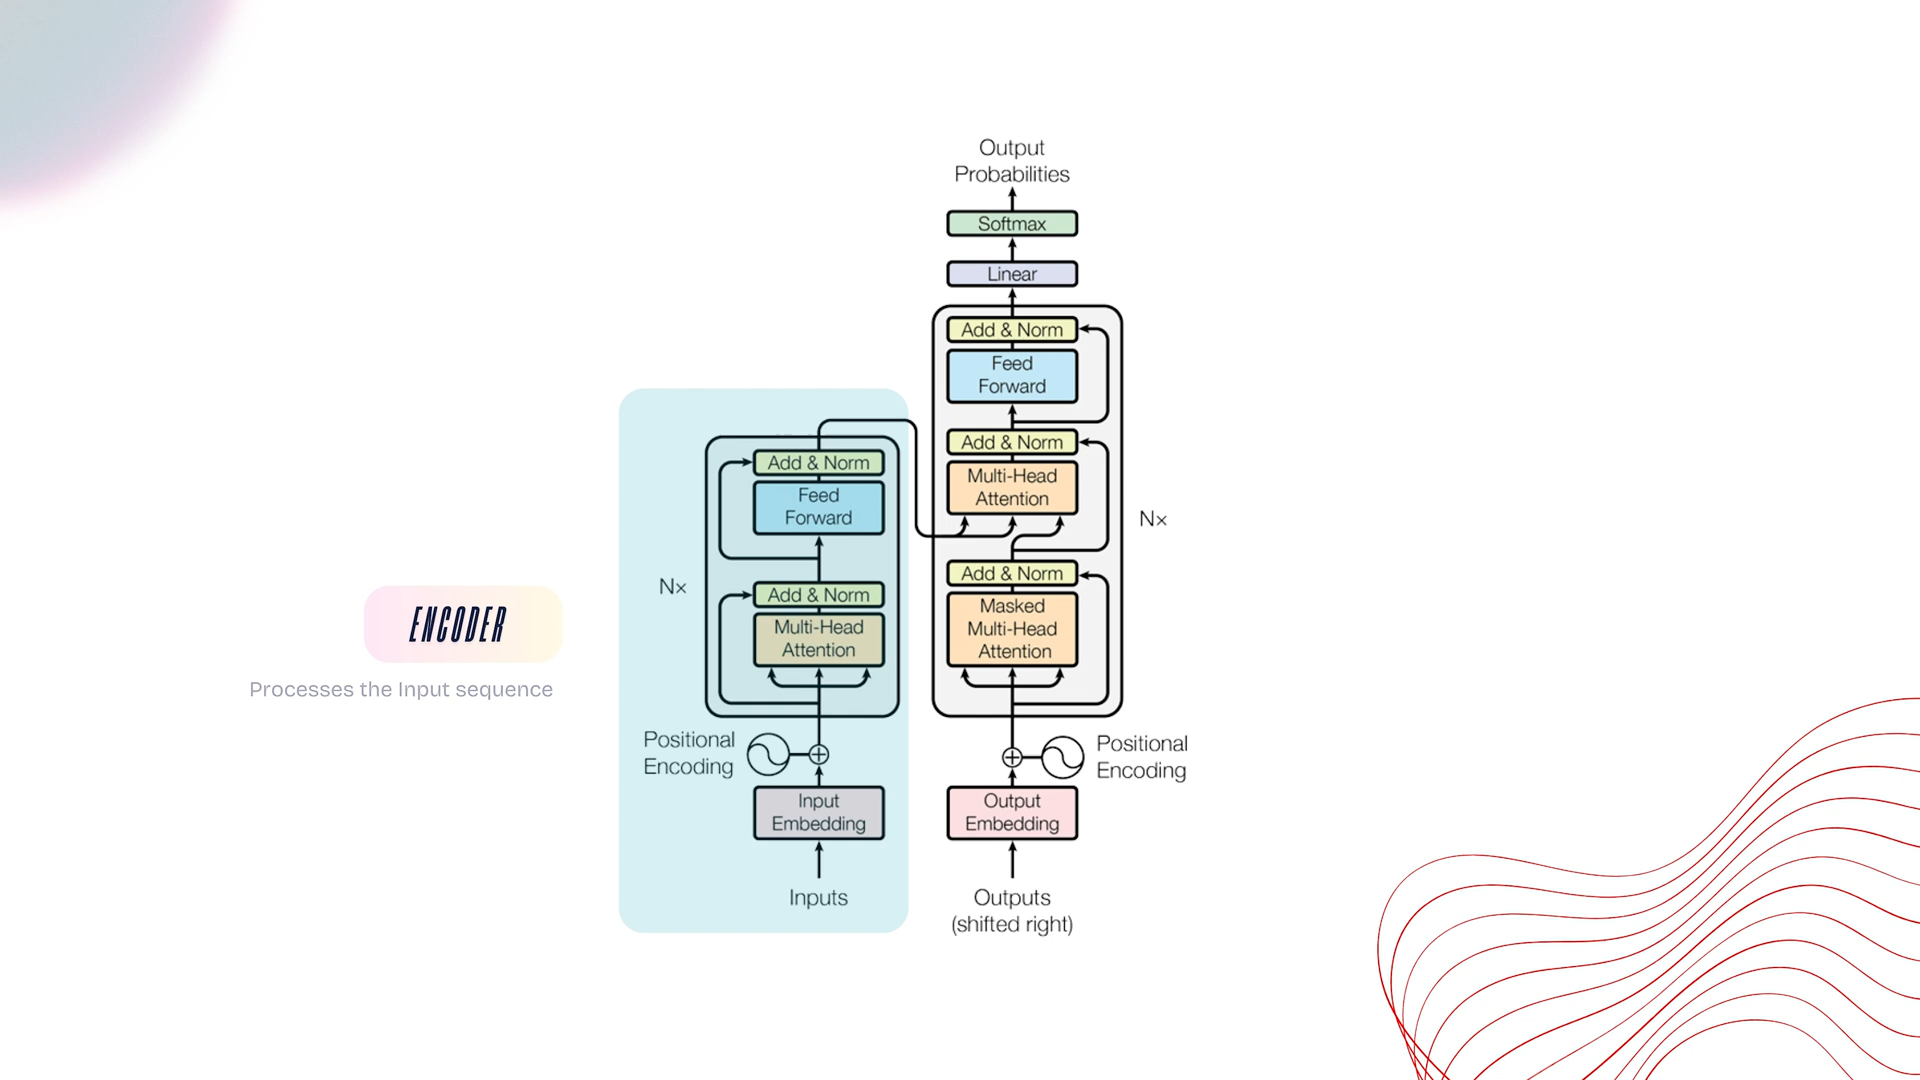 Output
Probabilities
Softmax
Linear
Add & Norm
Feed
Forward
Add & Norm
Multi-Head
Attention
Nx
Add & Norm
Masked
Multi-Head
Attention
Positional
Encoding
Output
Embedding
Outputs
(shifted right)
Add & Norm
Feed
Forward
Nx
Add & Norm
Multi-Head
Attention
Positional
Encoding
Input
Embedding
Inputs
ENCODER
Processes the Input sequence